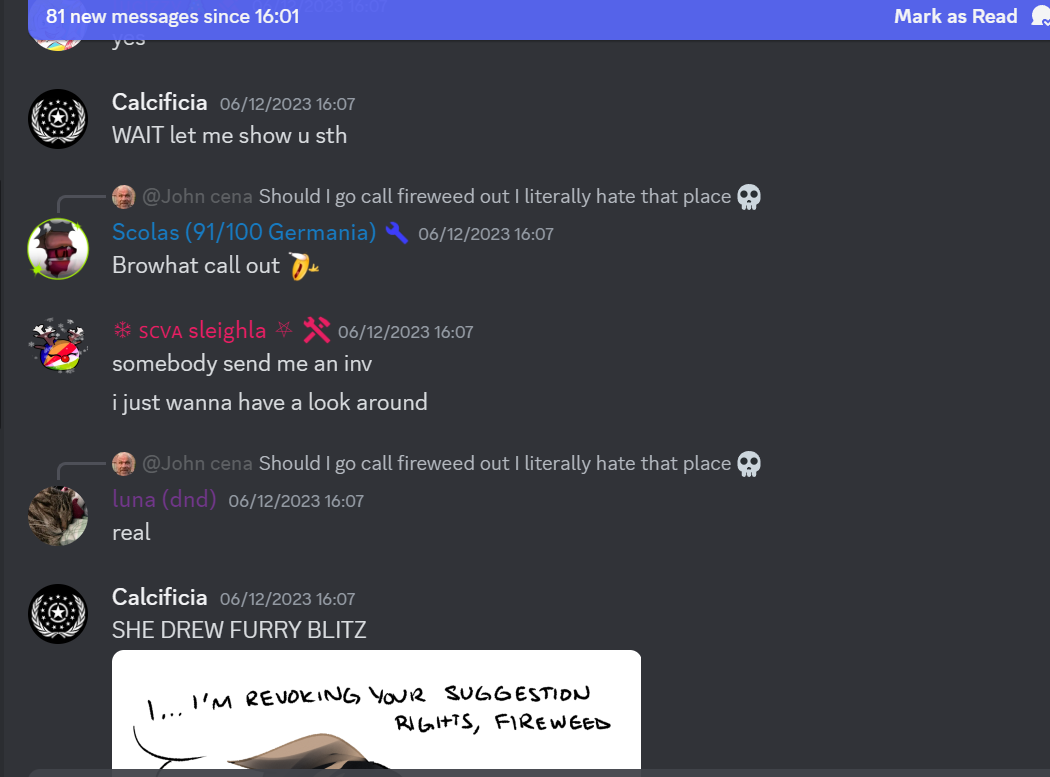 81 new messages since 16:01 Mark as Read
yes
Calcificia 06/12/2023 16:07
WAIT let me show u sth
@John cena Should I go call fireweed out I literally hate that place 💀
Scolas (91/100 Germania) 06/12/2023 16:07
Browhat call out
❄ SCVA sleighla ⛧ 06/12/2023 16:07
somebody send me an inv
i just wanna have a look around
@John cena Should I go call fireweed out I literally hate that place 💀
luna (dnd) 06/12/2023 16:07
real
Calcificia 06/12/2023 16:07
SHE DREW FURRY BLITZ
I... I'M REVOKING YOUR SUGGESTION
RIGHTS, FIREWEED